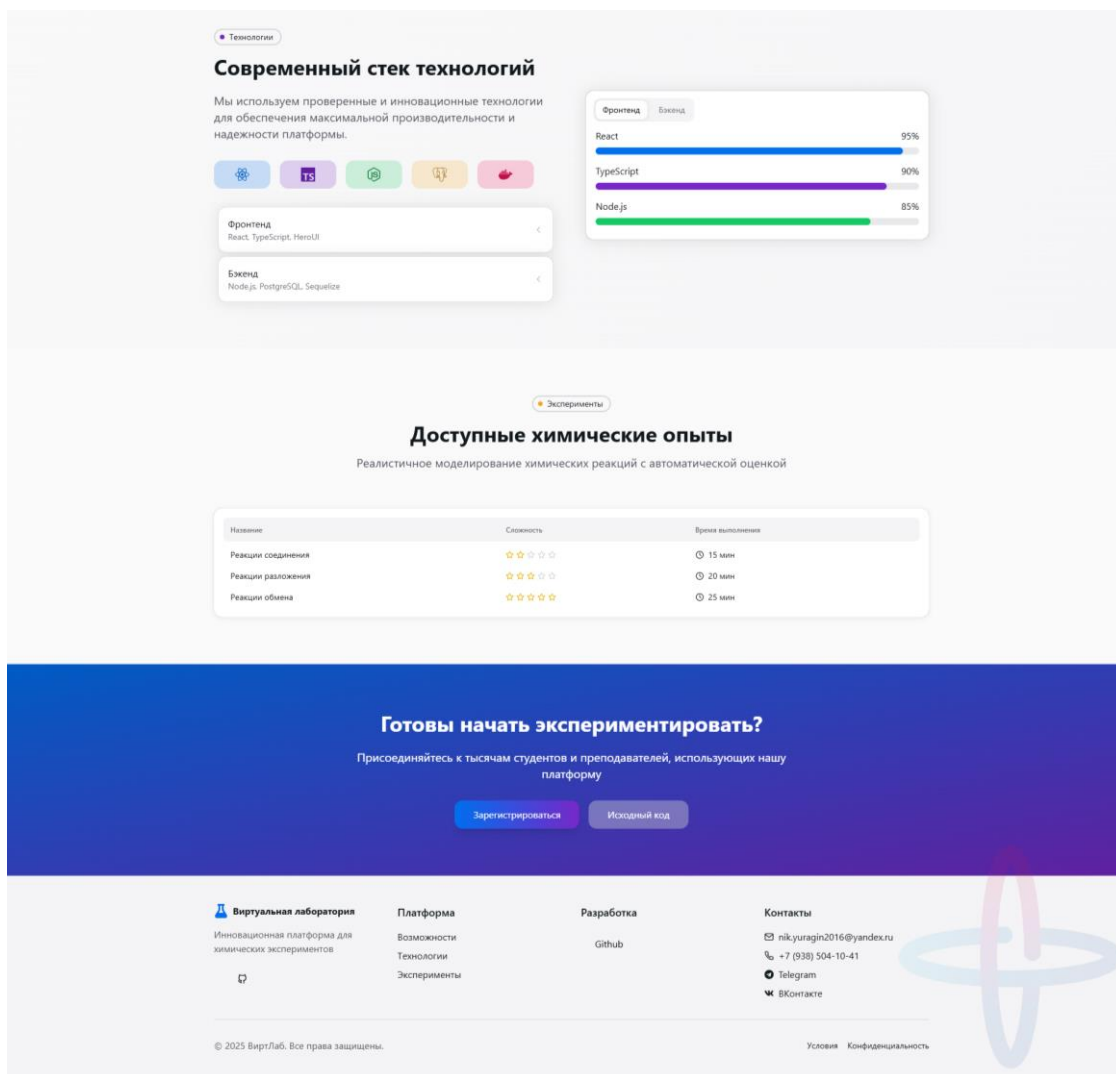 Технологии
Современный стек технологий
Мы используем проверенные и инновационные технологии
для обеспечения максимальной производительности и
надежности платформы.
TS
Фронтенд
React, TypeScript, HeroUI
Бэкенд
Node.js, PostgreSQL, Sequelize
Фронтенд Бэкенд
React 95%
TypeScript 90%
Node.js 85%
Эксперименты
Доступные химические опыты
Реалистичное моделирование химических реакций с автоматической оценкой
Название Сложность Время выполнения
Реакции соединения 15 мин
Реакции разложения 20 мин
Реакции обмена 25 мин
Готовы начать экспериментировать?
Присоединяйтесь к тысячам студентов и преподавателей, использующих нашу
платформу
Зарегистрироваться Исходный код
Виртуальная лаборатория
Инновационная платформа для
химических экспериментов
Платформа
Возможности
Технологии
Эксперименты
Разработка
Github
Контакты
nik.yuragin2016@yandex.ru
+7 (938) 504-10-41
Telegram
ВКонтакте
© 2025 ВиртЛаб. Все права защищены.
Условия Конфиденциальность